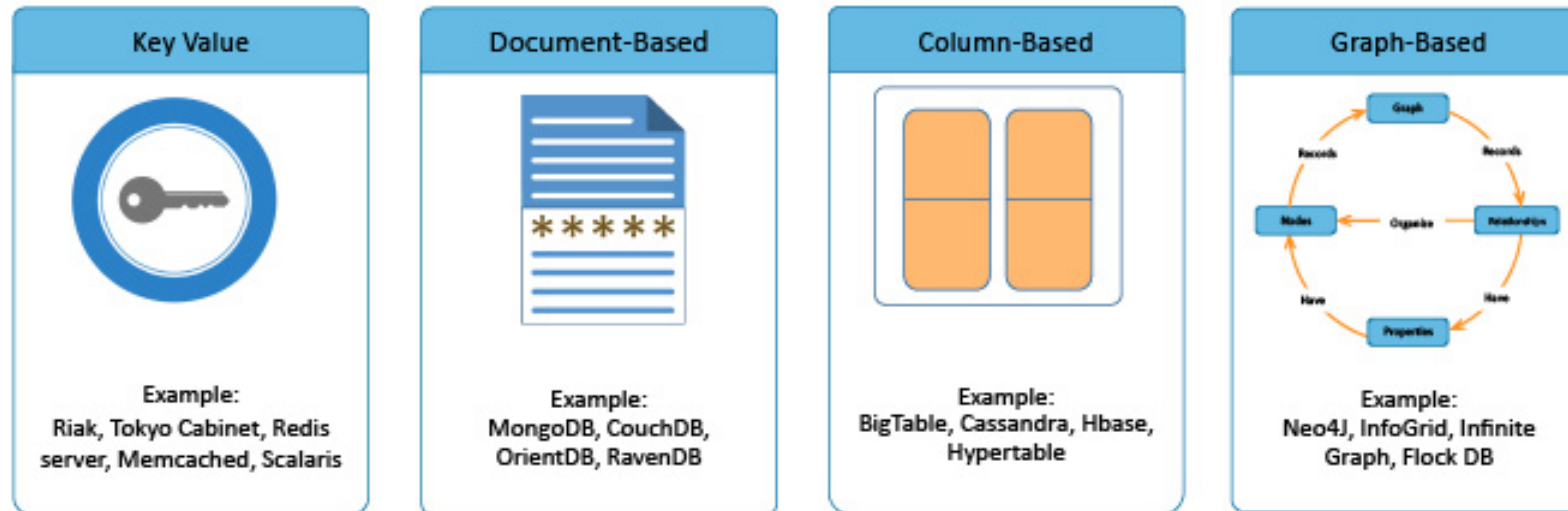 Key Value
Example:
Riak, Tokyo Cabinet, Redis
server, Memcached, Scalaris
Document-Based
*****
Example:
MongoDB, CouchDB,
OrientDB, RavenDB
Column-Based
Example:
BigTable, Cassandra, Hbase,
Hypertable
Graph-Based
Graph
Records
Records
Nodes
Organize
Relationships
Have
Have
Properties
Example:
Neo4J, InfoGrid, Infinite
Graph, Flock DB